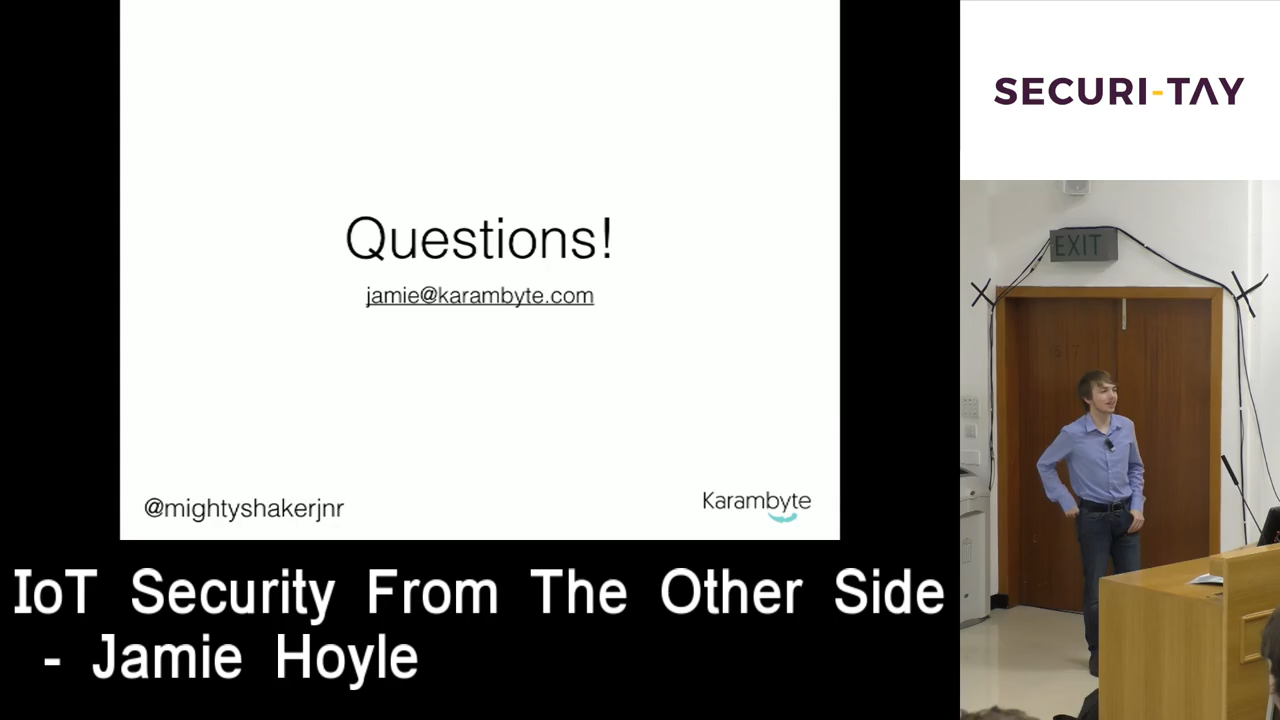 Questions!
jamie@karambyte.com
@mightyshakerjnr
Karambyte
SECURI-TAY
EXIT
IoT Security From The Other Side
- Jamie Hoyle